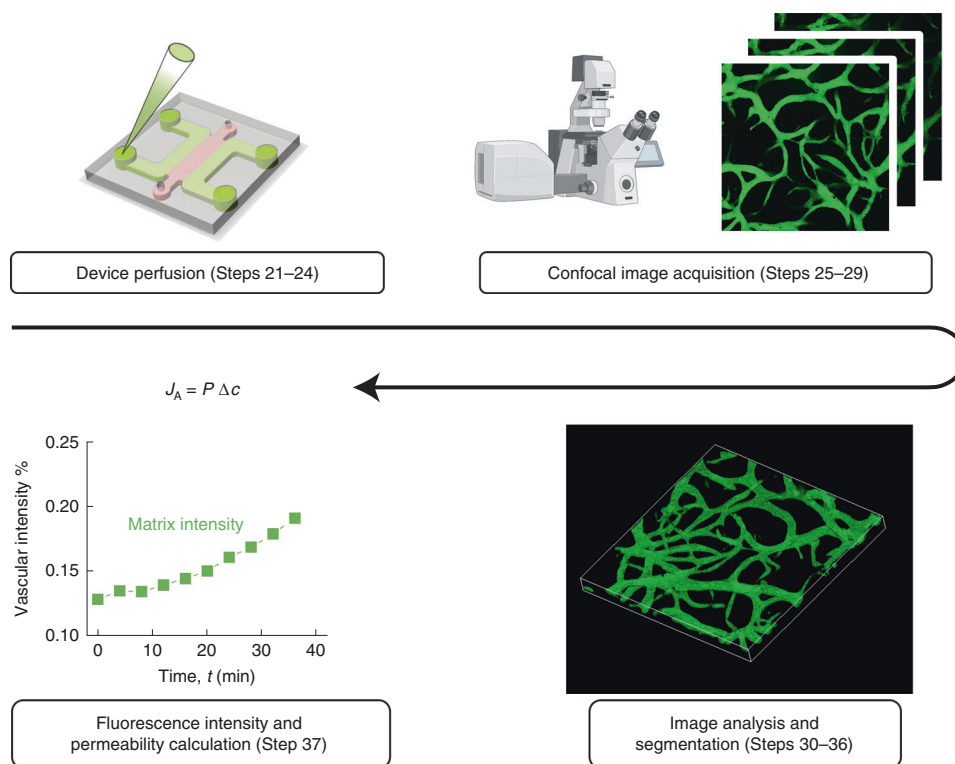 Device perfusion (Steps 21–24)
Confocal image acquisition (Steps 25–29)
J_A = P Δc
Vascular intensity %
0.25
0.20
0.15
0.10
Matrix intensity
0 10 20 30 40
Time, t (min)
Fluorescence intensity and
permeability calculation (Step 37)
Image analysis and
segmentation (Steps 30–36)